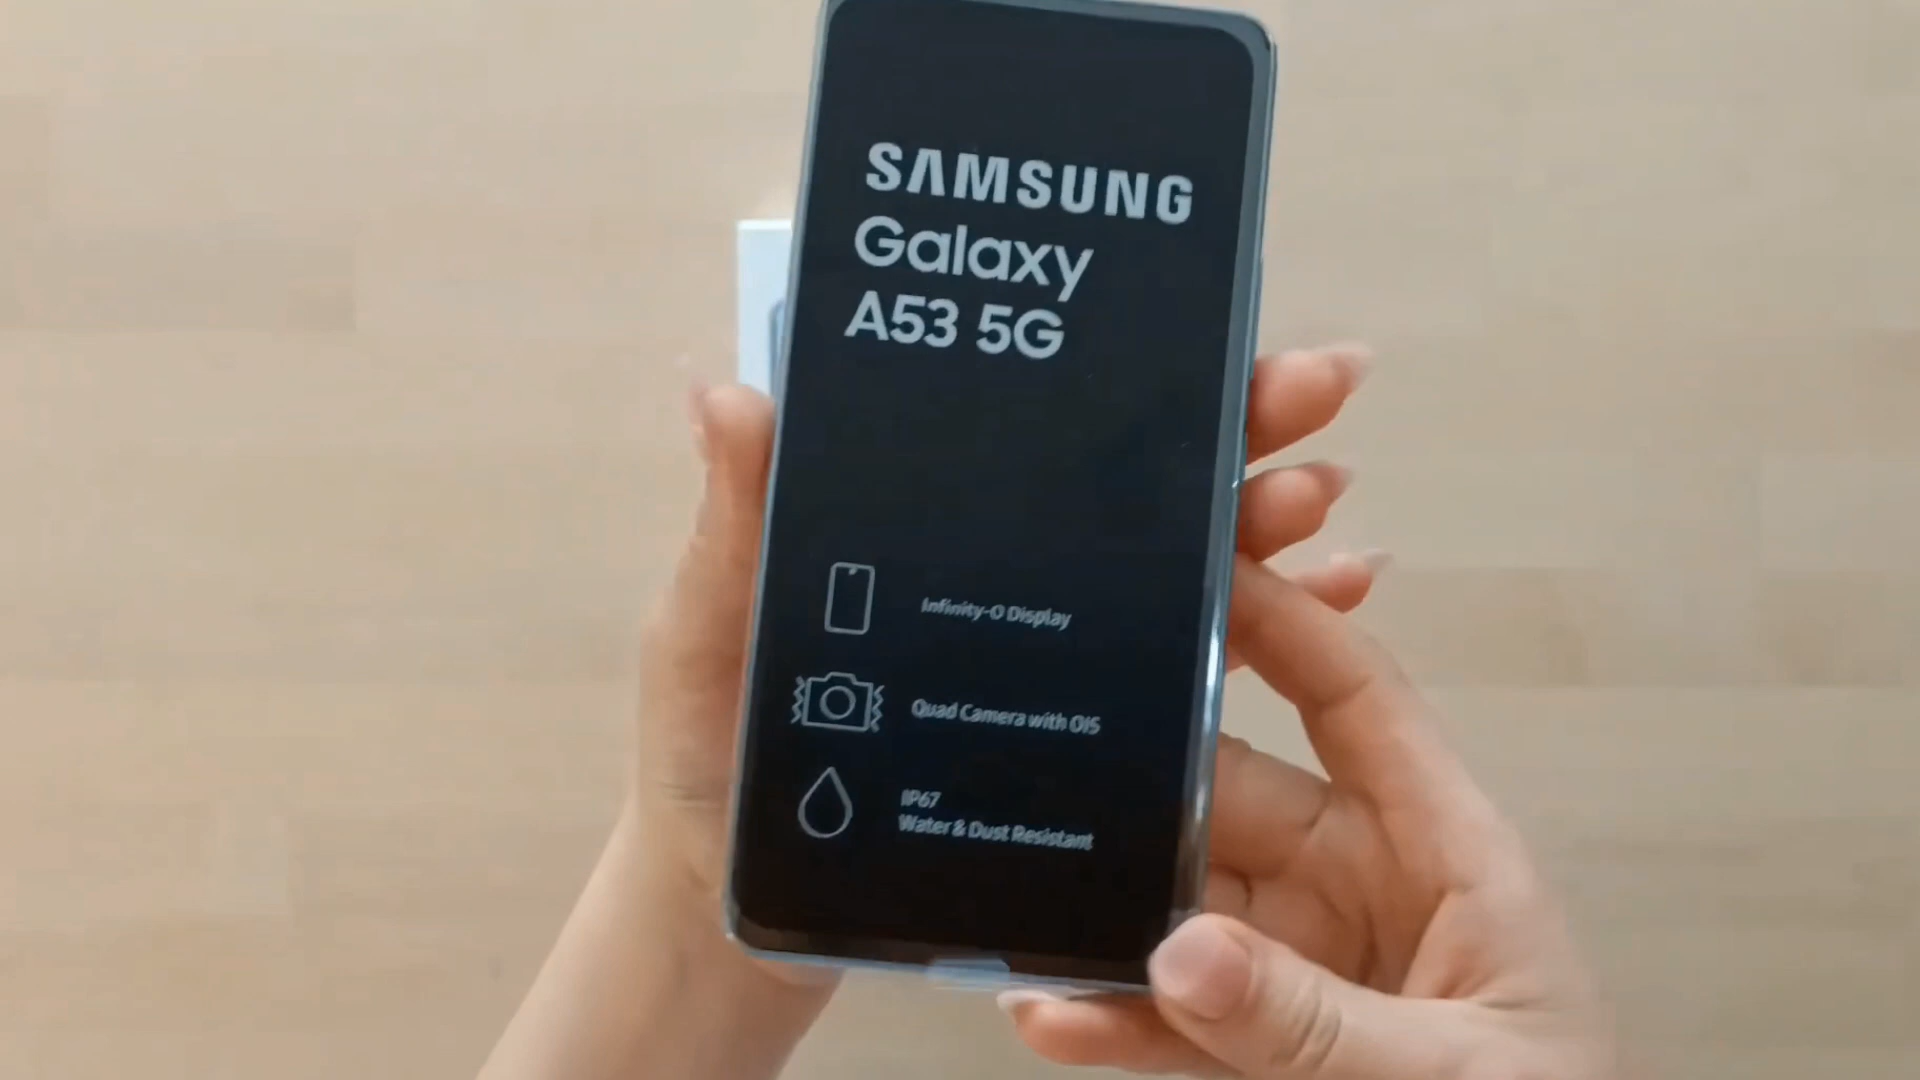 SAMSUNG
Galaxy
A53 5G
Infinity-O Display
Quad Camera with OIS
IP67
Water & Dust Resistant